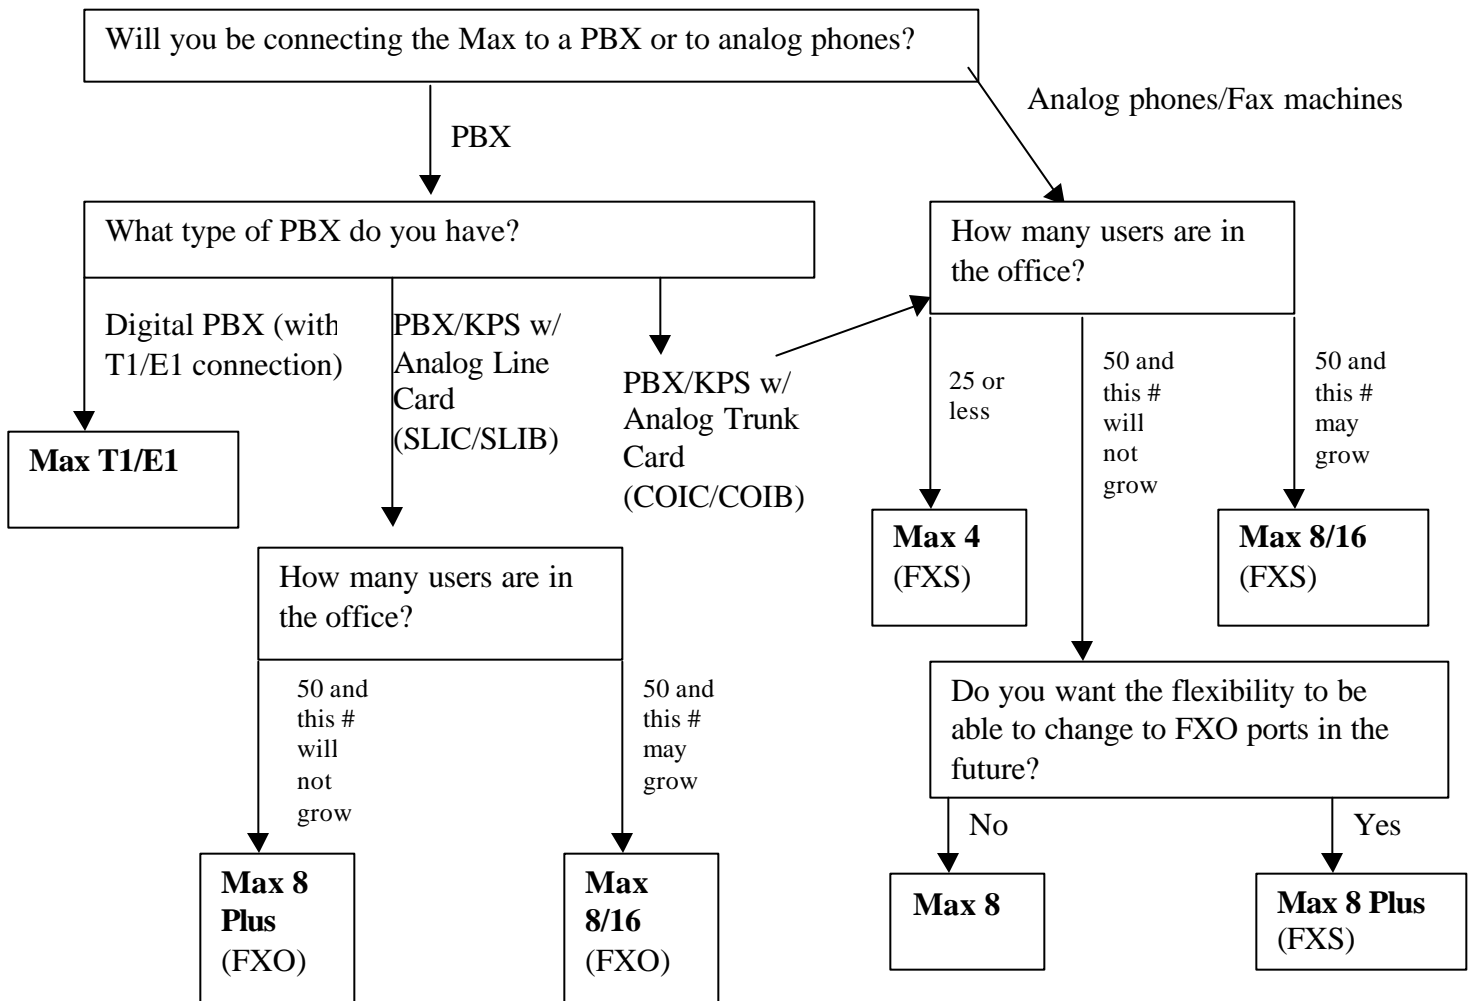 Will you be connecting the Max to a PBX or to analog phones?
Analog phones/Fax machines
PBX
What type of PBX do you have?
How many users are in
the office?
Digital PBX (with
T1/E1 connection)
PBX/KPS w/
Analog Line
Card
(SLIC/SLIB)
PBX/KPS w/
Analog Trunk
Card
(COIC/COIB)
25 or
less
50 and
this #
will
not
grow
50 and
this #
may
grow
Max T1/E1
Max 4
(FXS)
Max 8/16
(FXS)
How many users are in
the office?
50 and
this #
will
not
grow
50 and
this #
may
grow
Do you want the flexibility to be
able to change to FXO ports in the
future?
No
Yes
Max 8
Plus
(FXO)
Max
8/16
(FXO)
Max 8
Max 8 Plus
(FXS)